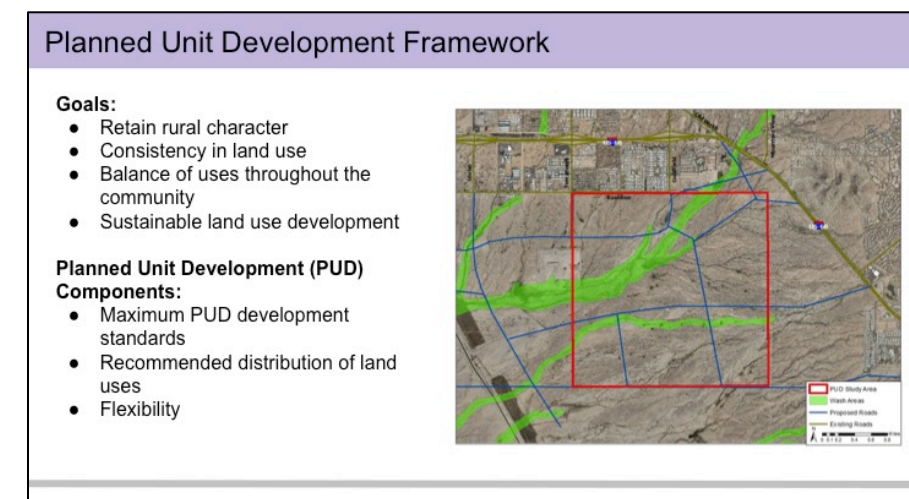 Planned Unit Development Framework
Goals:
● Retain rural character
● Consistency in land use
● Balance of uses throughout the
community
● Sustainable land use development
Planned Unit Development (PUD)
Components:
● Maximum PUD development
standards
● Recommended distribution of land
uses
● Flexibility
PUD Study Area
Wash Areas
Proposed Roads
Existing Roads